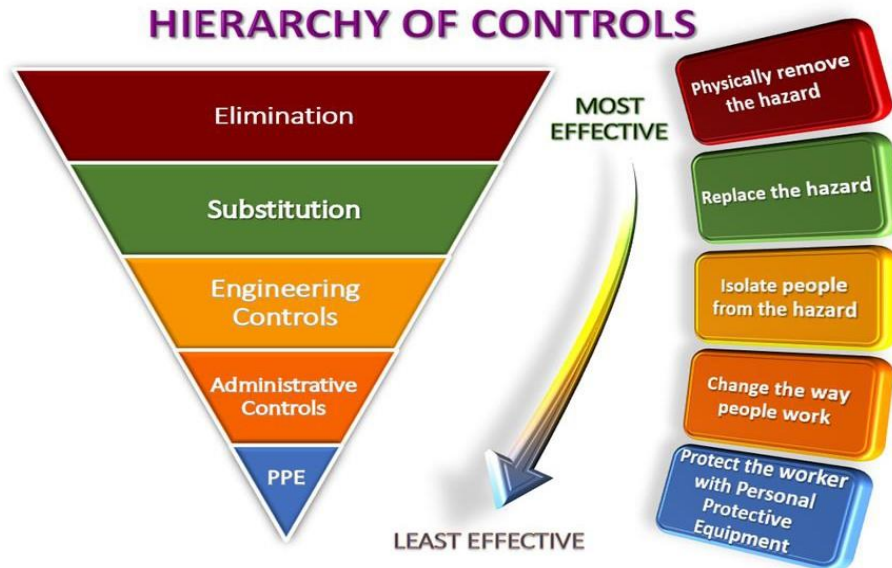 HIERARCHY OF CONTROLS
Elimination
Substitution
Engineering
Controls
Administrative
Controls
PPE
MOST
EFFECTIVE
LEAST EFFECTIVE
Physically remove
the hazard
Replace the hazard
Isolate people
from the hazard
Change the way
people work
Protect the worker
with Personal
Protective
Equipment